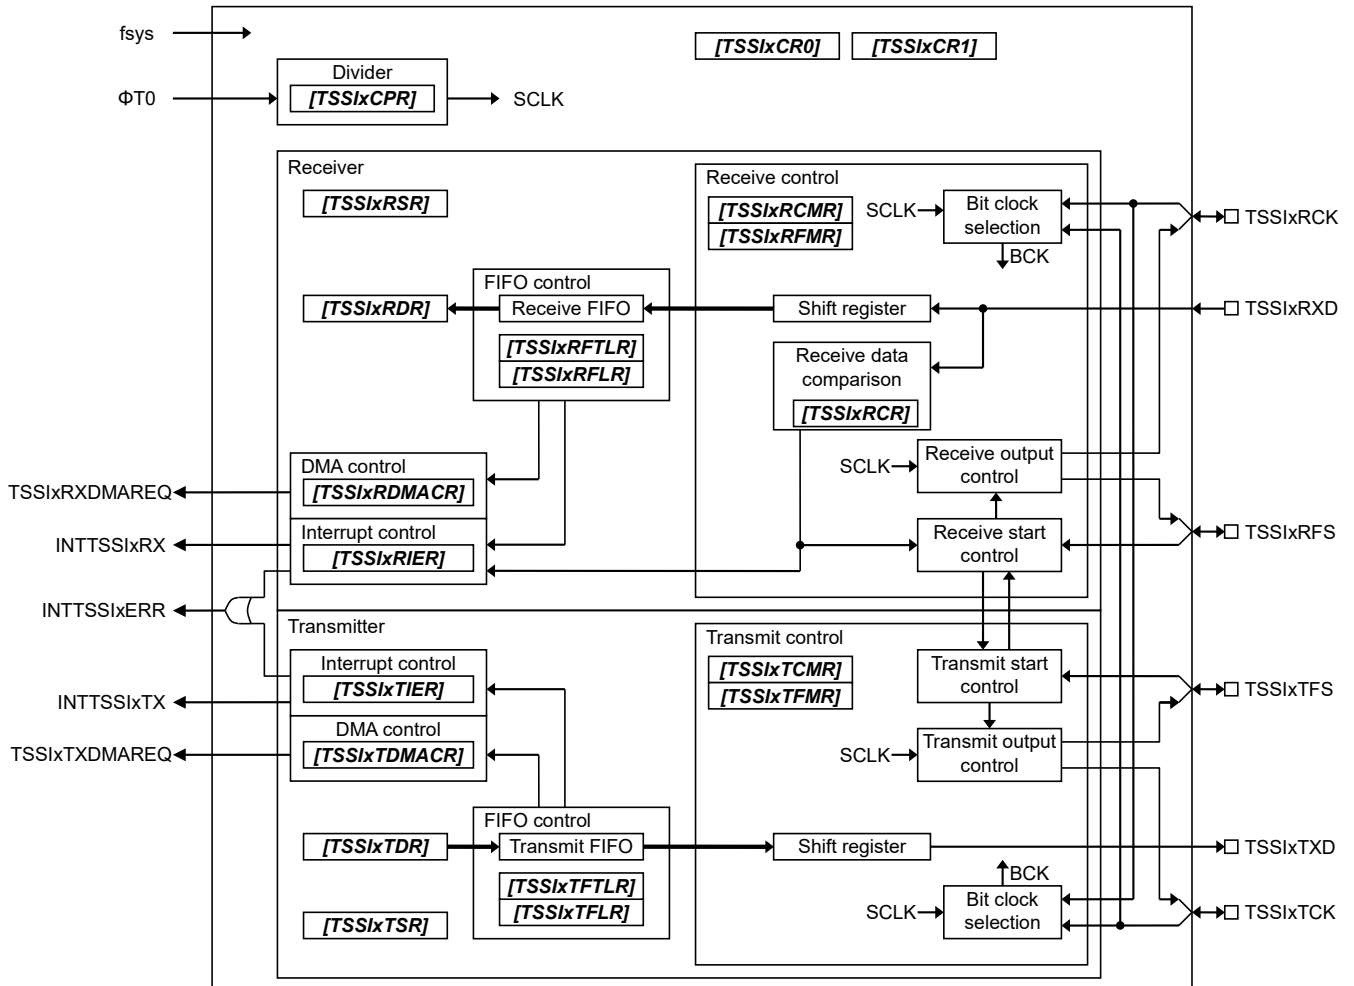 fsys
[TSSIxCR0]
[TSSIxCR1]
Divider
ΦT0
[TSSIxCPR]
SCLK
Receiver
Receive control
[TSSIxRSR]
[TSSIxRCMR]
[TSSIxRFMR]
SCLK
Bit clock
selection
BCK
TSSIxRCK
FIFO control
[TSSIxRDR]
Receive FIFO
Shift register
TSSIxRXD
[TSSIxRFTLR]
[TSSIxRFLR]
Receive data
comparison
[TSSIxRCR]
SCLK
Receive output
control
DMA control
TSSIxRXDMAREQ
[TSSIxRDMACR]
Interrupt control
INTTSSIxRX
[TSSIxRIER]
Receive start
control
TSSIxRFS
INTTSSIxERR
Transmitter
Transmit control
Interrupt control
[TSSIxTIER]
[TSSIxTCMR]
[TSSIxTFMR]
Transmit start
control
TSSIxTFS
INTTSSIxTX
DMA control
TSSIxTXDMAREQ
[TSSIxTDMACR]
SCLK
Transmit output
control
FIFO control
[TSSIxTDR]
Transmit FIFO
Shift register
TSSIxTXD
[TSSIxTFTLR]
[TSSIxTFLR]
BCK
SCLK
Bit clock
selection
TSSIxTCK
[TSSIxTSR]